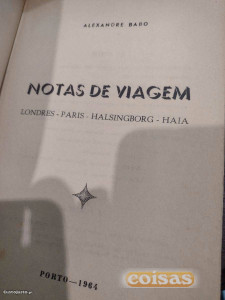 ALEXANDRE BABO
NOTAS DE VIAGEM
LONDRES - PARIS - HALSINGBORG - HAIA
PORTO—1964
coisas